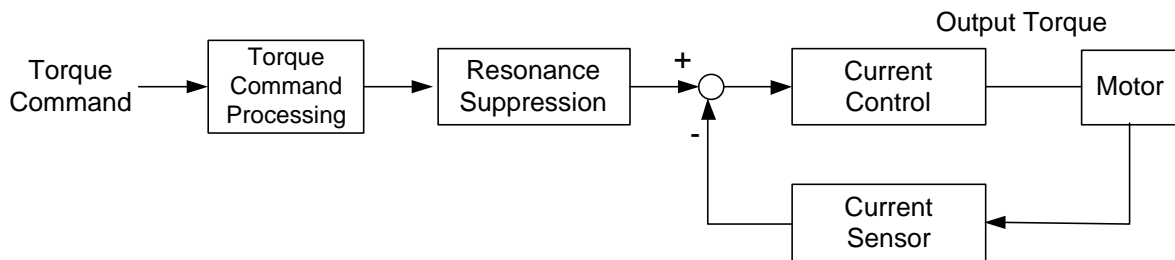 Output Torque
Torque
Command
Torque
Command
Processing
Resonance
Suppression
+
-
Current
Control
Motor
Current
Sensor